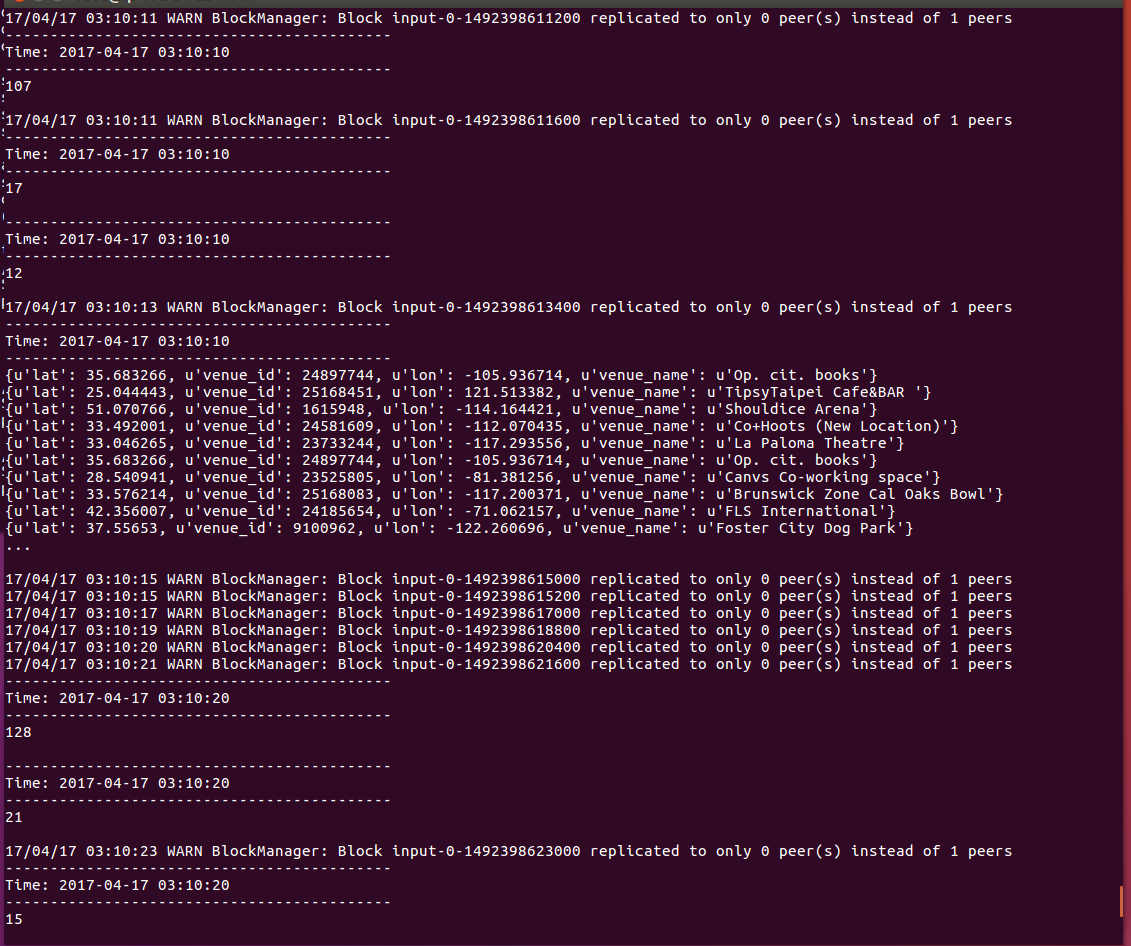 17/04/17 03:10:11 WARN BlockManager: Block input-0-1492398611200 replicated to only 0 peer(s) instead of 1 peers
-------------------------------------------
Time: 2017-04-17 03:10:10
-------------------------------------------
107
17/04/17 03:10:11 WARN BlockManager: Block input-0-1492398611600 replicated to only 0 peer(s) instead of 1 peers
-------------------------------------------
Time: 2017-04-17 03:10:10
-------------------------------------------
17
-------------------------------------------
Time: 2017-04-17 03:10:10
-------------------------------------------
12
17/04/17 03:10:13 WARN BlockManager: Block input-0-1492398613400 replicated to only 0 peer(s) instead of 1 peers
-------------------------------------------
Time: 2017-04-17 03:10:10
-------------------------------------------
{u'lat': 35.683266, u'venue_id': 24897744, u'lon': -105.936714, u'venue_name': u'Op. cit. books'}
{u'lat': 25.044443, u'venue_id': 25168451, u'lon': 121.513382, u'venue_name': u'TipsyTaipei Cafe&BAR '}
{u'lat': 51.070766, u'venue_id': 1615948, u'lon': -114.164421, u'venue_name': u'Shouldice Arena'}
{u'lat': 33.492001, u'venue_id': 24581609, u'lon': -112.070435, u'venue_name': u'Co+Hoots (New Location)'}
{u'lat': 33.046265, u'venue_id': 23733244, u'lon': -117.293556, u'venue_name': u'La Paloma Theatre'}
{u'lat': 35.683266, u'venue_id': 24897744, u'lon': -105.936714, u'venue_name': u'Op. cit. books'}
{u'lat': 28.540941, u'venue_id': 23525805, u'lon': -81.381256, u'venue_name': u'Canvs Co-working space'}
{u'lat': 33.576214, u'venue_id': 25168083, u'lon': -117.200371, u'venue_name': u'Brunswick Zone Cal Oaks Bowl'}
{u'lat': 42.356007, u'venue_id': 24185654, u'lon': -71.062157, u'venue_name': u'FLS International'}
{u'lat': 37.55653, u'venue_id': 9100962, u'lon': -122.260696, u'venue_name': u'Foster City Dog Park'}
...
17/04/17 03:10:15 WARN BlockManager: Block input-0-1492398615000 replicated to only 0 peer(s) instead of 1 peers
17/04/17 03:10:15 WARN BlockManager: Block input-0-1492398615200 replicated to only 0 peer(s) instead of 1 peers
17/04/17 03:10:17 WARN BlockManager: Block input-0-1492398617000 replicated to only 0 peer(s) instead of 1 peers
17/04/17 03:10:19 WARN BlockManager: Block input-0-1492398618800 replicated to only 0 peer(s) instead of 1 peers
17/04/17 03:10:20 WARN BlockManager: Block input-0-1492398620400 replicated to only 0 peer(s) instead of 1 peers
17/04/17 03:10:21 WARN BlockManager: Block input-0-1492398621600 replicated to only 0 peer(s) instead of 1 peers
-------------------------------------------
Time: 2017-04-17 03:10:20
-------------------------------------------
128
-------------------------------------------
Time: 2017-04-17 03:10:20
-------------------------------------------
21
17/04/17 03:10:23 WARN BlockManager: Block input-0-1492398623000 replicated to only 0 peer(s) instead of 1 peers
-------------------------------------------
Time: 2017-04-17 03:10:20
-------------------------------------------
15